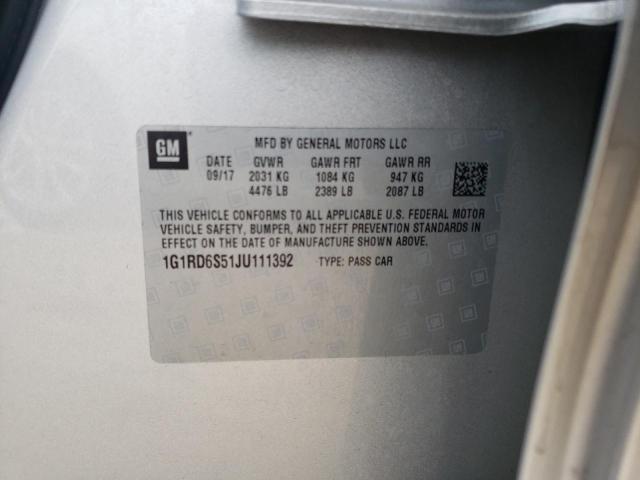 GM
MFD BY GENERAL MOTORS LLC
DATE GVWR GAWR FRT GAWR RR
09/17 2031 KG 1084 KG 947 KG
4476 LB 2389 LB 2087 LB
THIS VEHICLE CONFORMS TO ALL APPLICABLE U.S. FEDERAL MOTOR
VEHICLE SAFETY, BUMPER, AND THEFT PREVENTION STANDARDS IN
EFFECT ON THE DATE OF MANUFACTURE SHOWN ABOVE.
1G1RD6S51JU111392 TYPE: PASS CAR